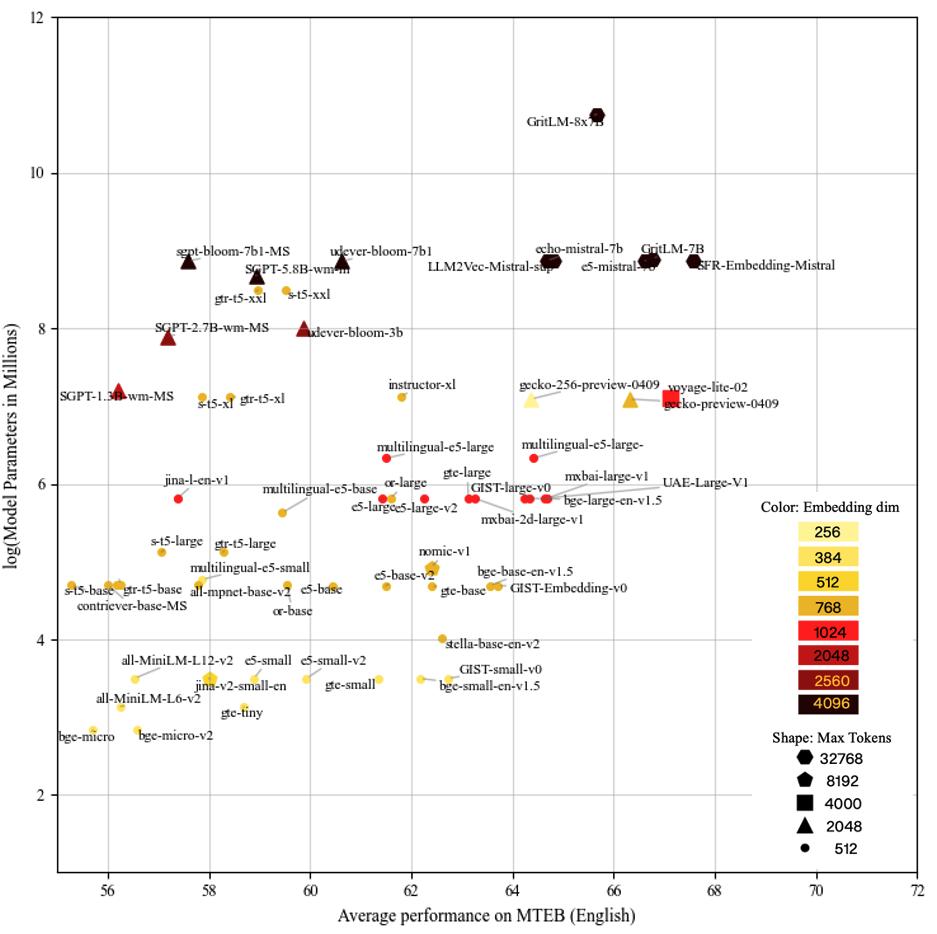 12
10
8
6
4
2
log(Model Parameters in Millions)
GritLM-8x7B
sgpt-bloom-7b1-MS
udever-bloom-7b1
echo-mistral-7b
GritLM-7B
SGPT-5.8B-wm-m
LLM2Vec-Mistral-sup
e5-mistral-7b
SFR-Embedding-Mistral
gtr-t5-xxl
s-t5-xxl
SGPT-2.7B-wm-MS
udever-bloom-3b
SGPT-1.3B-wm-MS
s-t5-xl
gtr-t5-xl
instructor-xl
gecko-256-preview-0409
voyage-lite-02
gecko-preview-0409
multilingual-e5-large
multilingual-e5-large-
jina-l-en-v1
multilingual-e5-base
or-large
gte-large
GIST-large-v0
mxbai-large-v1
UAE-Large-V1
e5-large
e5-large-v2
bge-large-en-v1.5
mxbai-2d-large-v1
s-t5-large
gtr-t5-large
nomic-v1
multilingual-e5-small
e5-base-v2
bge-base-en-v1.5
s-t5-base
gtr-t5-base
all-mpnet-base-v2
e5-base
gte-base
GIST-Embedding-v0
contriever-base-MS
or-base
stella-base-en-v2
all-MiniLM-L12-v2
e5-small
e5-small-v2
GIST-small-v0
jina-v2-small-en
gte-small
bge-small-en-v1.5
all-MiniLM-L6-v2
gte-tiny
bge-micro
bge-micro-v2
Color: Embedding dim
256
384
512
768
1024
2048
2560
4096
Shape: Max Tokens
32768
8192
4000
2048
512
56 58 60 62 64 66 68 70 72
Average performance on MTEB (English)